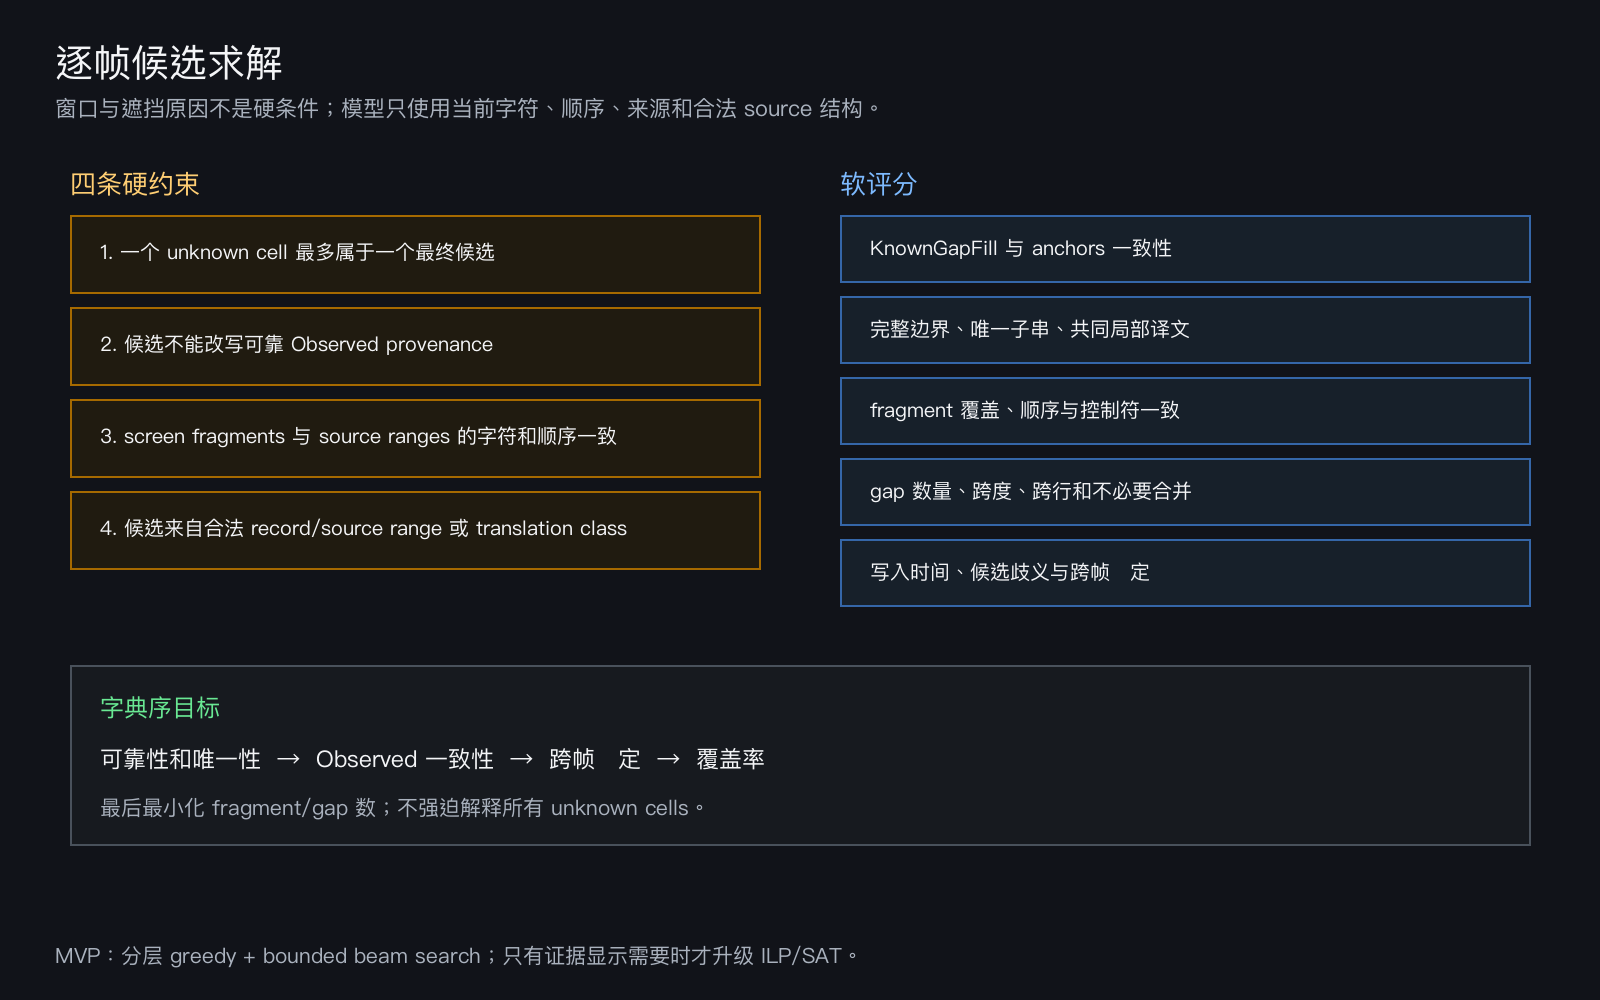 逐帧候选求解
窗口与遮挡原因不是硬条件；模型只使用当前字符、顺序、来源和合法 source 结构。
四条硬约束
1. 一个 unknown cell 最多属于一个最终候选
2. 候选不能改写可靠 Observed provenance
3. screen fragments 与 source ranges 的字符和顺序一致
4. 候选来自合法 record/source range 或 translation class
软评分
KnownGapFill 与 anchors 一致性
完整边界、唯一子串、共同局部译文
fragment 覆盖、顺序与控制符一致
gap 数量、跨度、跨行和不必要合并
写入时间、候选歧义与跨帧　定
字典序目标
可靠性和唯一性 → Observed 一致性 → 跨帧　定 → 覆盖率
最后最小化 fragment/gap 数；不强迫解释所有 unknown cells。
MVP：分层 greedy + bounded beam search；只有证据显示需要时才升级 ILP/SAT。